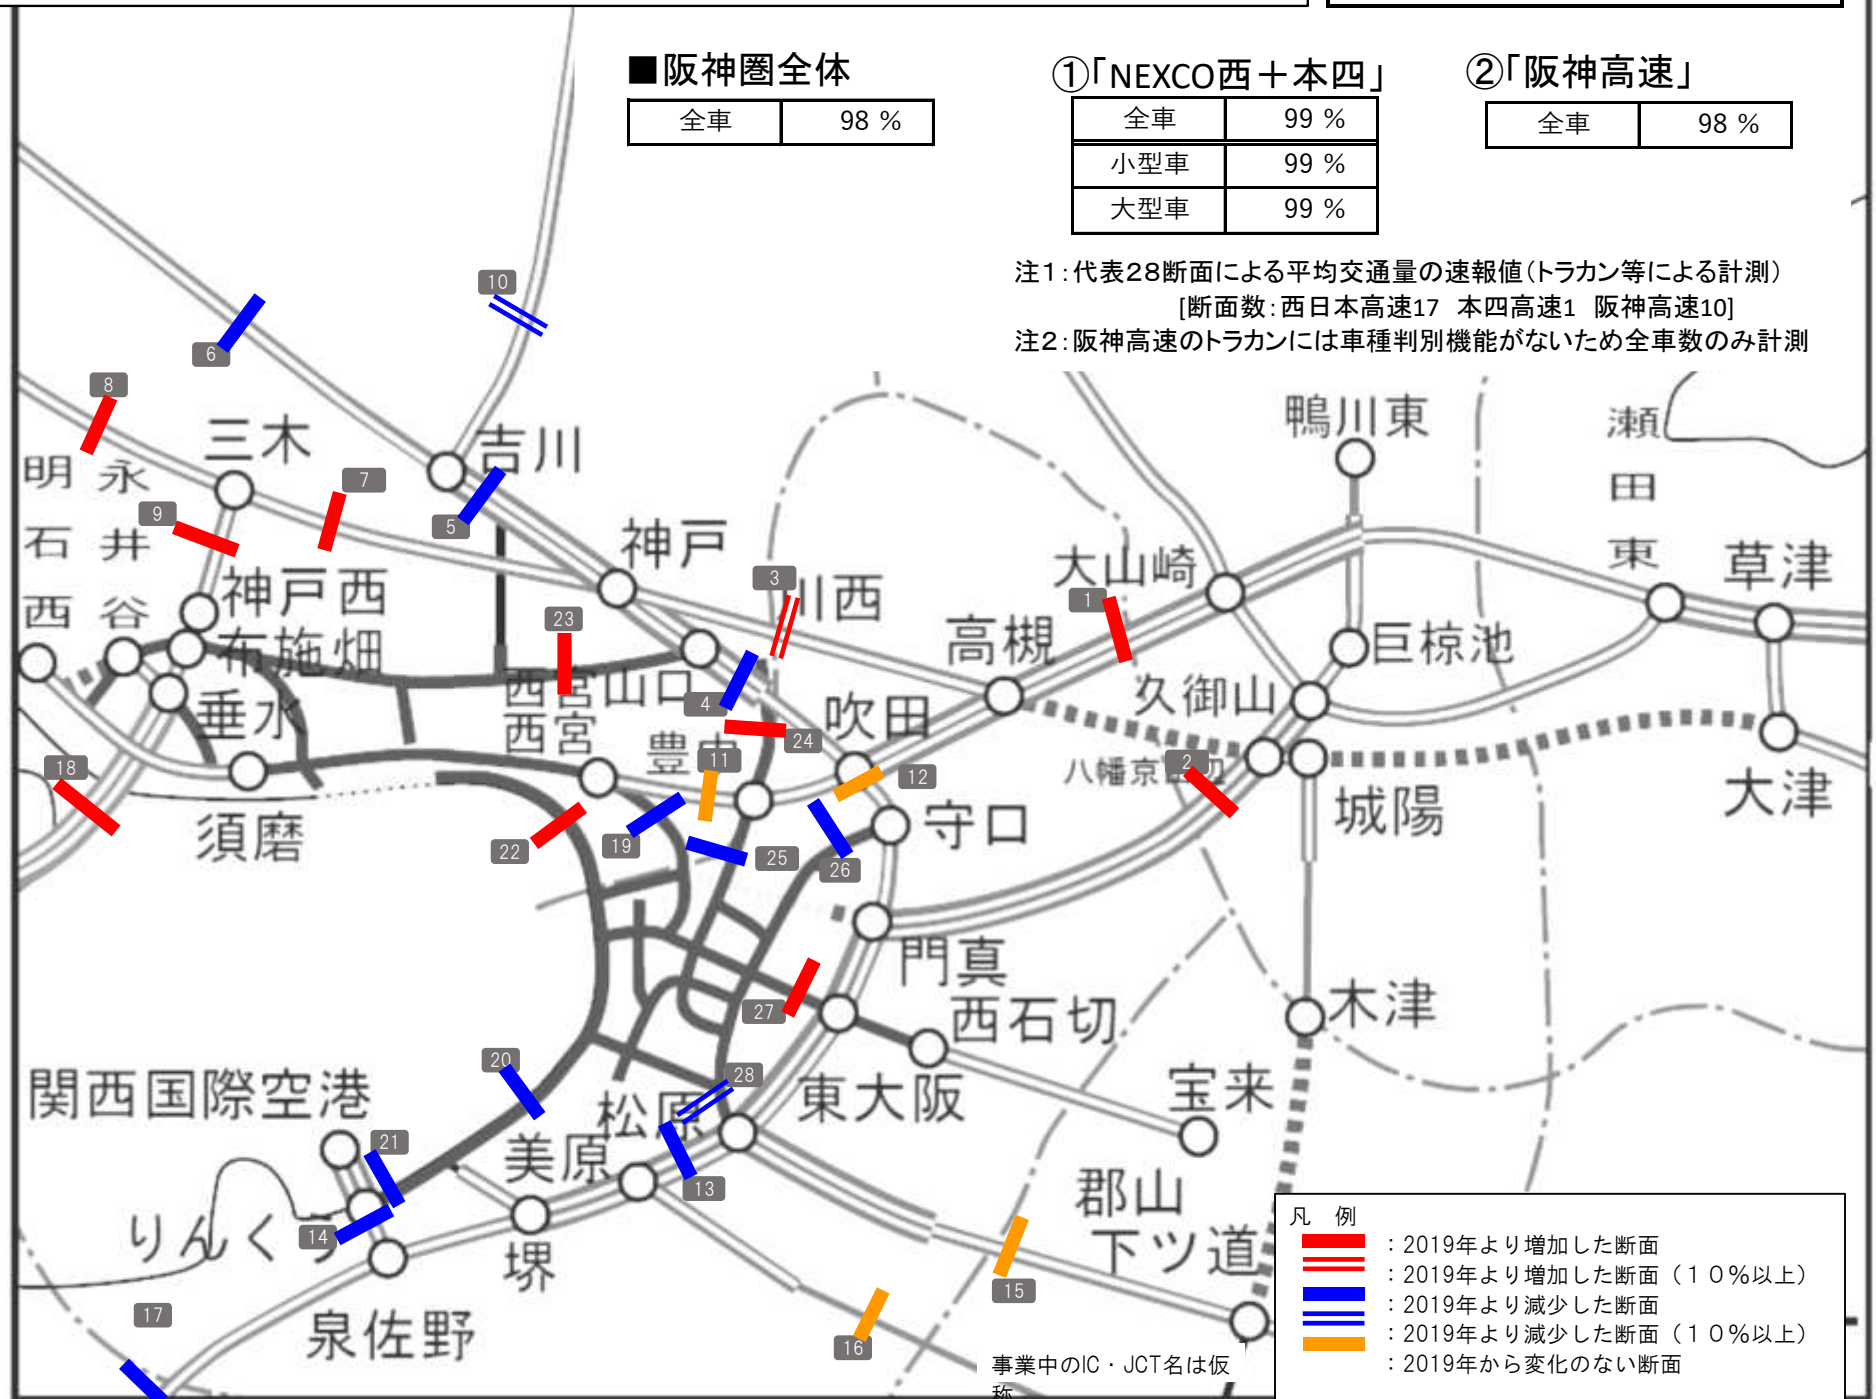 ■阪神圏全体
全車 98 %
①「NEXCO西＋本四」
全車 99 %
小型車 99 %
大型車 99 %
②「阪神高速」
全車 98 %
注1：代表28断面による平均交通量の速報値（トラカン等による計測）
[断面数：西日本高速17 本四高速1 阪神高速10]
注2：阪神高速のトラカンには車種判別機能がないため全車数のみ計測
10
6
8
三木
吉川
鴨川東
瀬田東
明石西
永井谷
7
9
5
神戸
大山崎
草津
神戸西
3
川西
1
布施畑
23
高槻
巨椋池
西宮山口
4
久御山
垂水
西宮
吹田
24
豊中
11
12
八幡京田辺
2
18
大津
須磨
22
19
25
26
守口
城陽
門真
27
西石切
木津
20
28
関西国際空港
松原
東大阪
宝来
21
美原
13
郡山
下ツ道
りんくう
14
堺
15
17
泉佐野
16
事業中のIC・JCT名は仮
称
凡 例
：2019年より増加した断面
：2019年より増加した断面（１０％以上）
：2019年より減少した断面
：2019年より減少した断面（１０％以上）
：2019年から変化のない断面